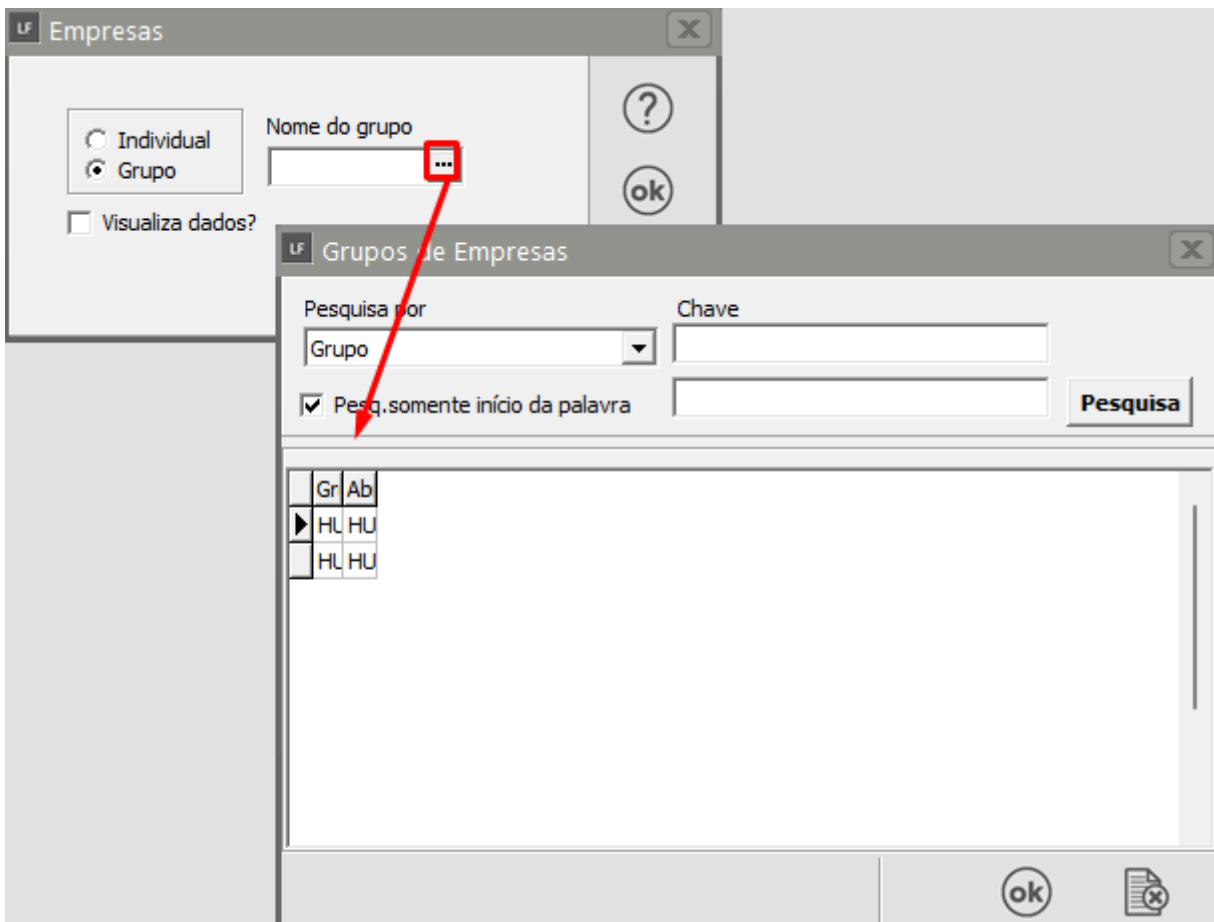 LF Empresas
Individual
Grupo
Nome do grupo
...
Visualiza dados?
?
ok
LF Grupos de Empresas
Pesquisa por
Chave
Grupo
Pesq.somente início da palavra
Pesquisa
Gr Ab
HU HU
HU HU
ok